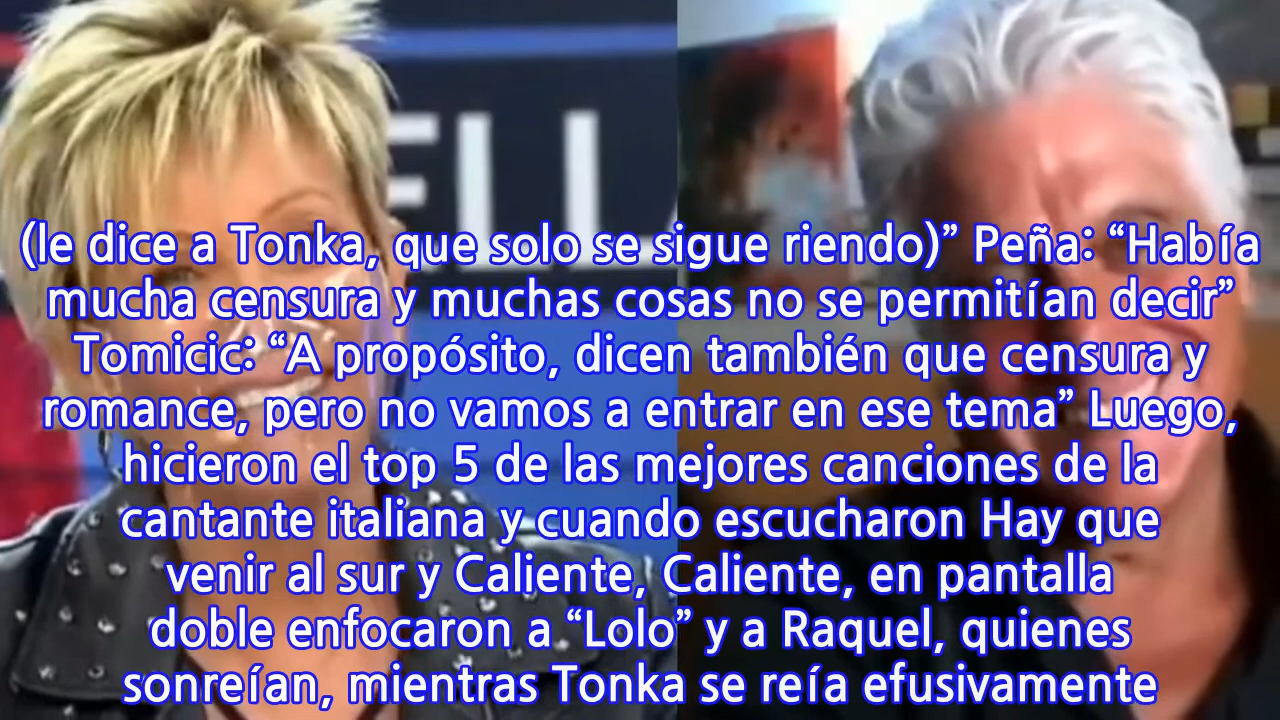 ELL
(le dice a Tonka, que solo se sigue riendo)” Peña: “Había
mucha censura y muchas cosas no se permitían decir”
Tomicic: “A propósito, dicen también que censura y
romance, pero no vamos a entrar en ese tema” Luego,
hicieron el top 5 de las mejores canciones de la
cantante italiana y cuando escucharon Hay que
venir al sur y Caliente, Caliente, en pantalla
doble enfocaron a “Lolo” y a Raquel, quienes
sonreían, mientras Tonka se reía efusivamente